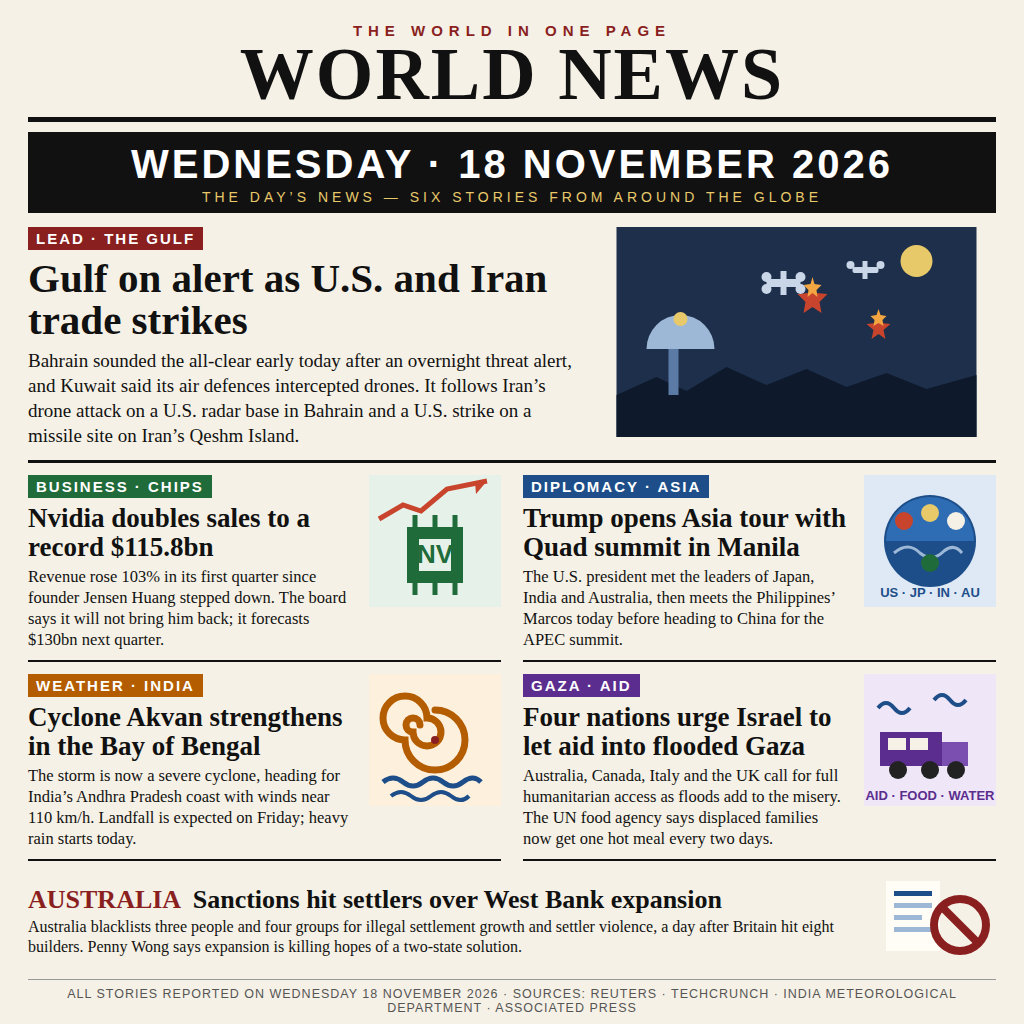 THE WORLD IN ONE PAGE
WORLD NEWS
WEDNESDAY · 18 NOVEMBER 2026
THE DAY’S NEWS — SIX STORIES FROM AROUND THE GLOBE
LEAD · THE GULF
Gulf on alert as U.S. and Iran
trade strikes
Bahrain sounded the all-clear early today after an overnight threat alert,
and Kuwait said its air defences intercepted drones. It follows Iran’s
drone attack on a U.S. radar base in Bahrain and a U.S. strike on a
missile site on Iran’s Qeshm Island.
BUSINESS · CHIPS
Nvidia doubles sales to a
record $115.8bn
Revenue rose 103% in its first quarter since
founder Jensen Huang stepped down. The board
says it will not bring him back; it forecasts
$130bn next quarter.
NV
DIPLOMACY · ASIA
Trump opens Asia tour with
Quad summit in Manila
The U.S. president met the leaders of Japan,
India and Australia, then meets the Philippines’
Marcos today before heading to China for the
APEC summit.
US · JP · IN · AU
WEATHER · INDIA
Cyclone Akvan strengthens
in the Bay of Bengal
The storm is now a severe cyclone, heading for
India’s Andhra Pradesh coast with winds near
110 km/h. Landfall is expected on Friday; heavy
rain starts today.
GAZA · AID
Four nations urge Israel to
let aid into flooded Gaza
Australia, Canada, Italy and the UK call for full
humanitarian access as floods add to the misery.
The UN food agency says displaced families
now get one hot meal every two days.
AID · FOOD · WATER
AUSTRALIA Sanctions hit settlers over West Bank expansion
Australia blacklists three people and four groups for illegal settlement growth and settler violence, a day after Britain hit eight
builders. Penny Wong says expansion is killing hopes of a two-state solution.
ALL STORIES REPORTED ON WEDNESDAY 18 NOVEMBER 2026 · SOURCES: REUTERS · TECHCRUNCH · INDIA METEOROLOGICAL
DEPARTMENT · ASSOCIATED PRESS